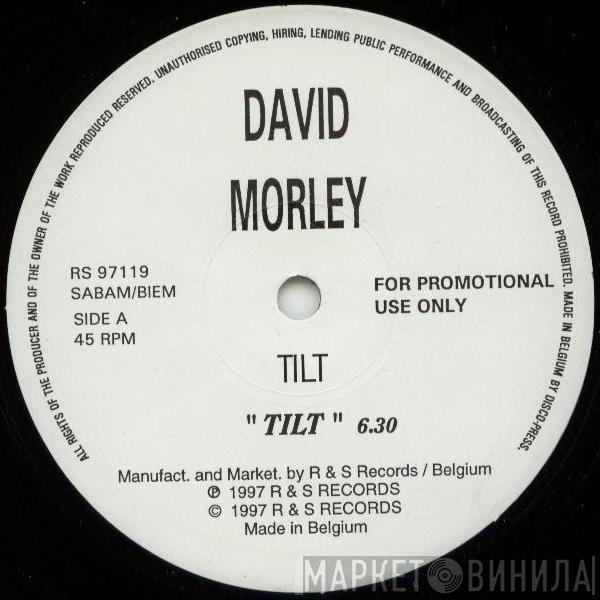 ALL RIGHTS OF THE PRODUCER AND OF THE OWNER OF THE WORK REPRODUCED RESERVED. UNAUTHORISED COPYING, HIRING, LENDING PUBLIC PERFORMANCE AND BROADCASTING OF THIS RECORD PROHIBITED. MADE IN BELGIUM BY DISCO-PRESS.
DAVID
MORLEY
RS 97119
SABAM/BIEM
SIDE A
45 RPM
FOR PROMOTIONAL
USE ONLY
TILT
" TILT " 6.30
Manufact. and Market. by R & S Records / Belgium
℗ 1997 R & S RECORDS
© 1997 R & S RECORDS
Made in Belgium
МАРКЕТ ВИНИЛА